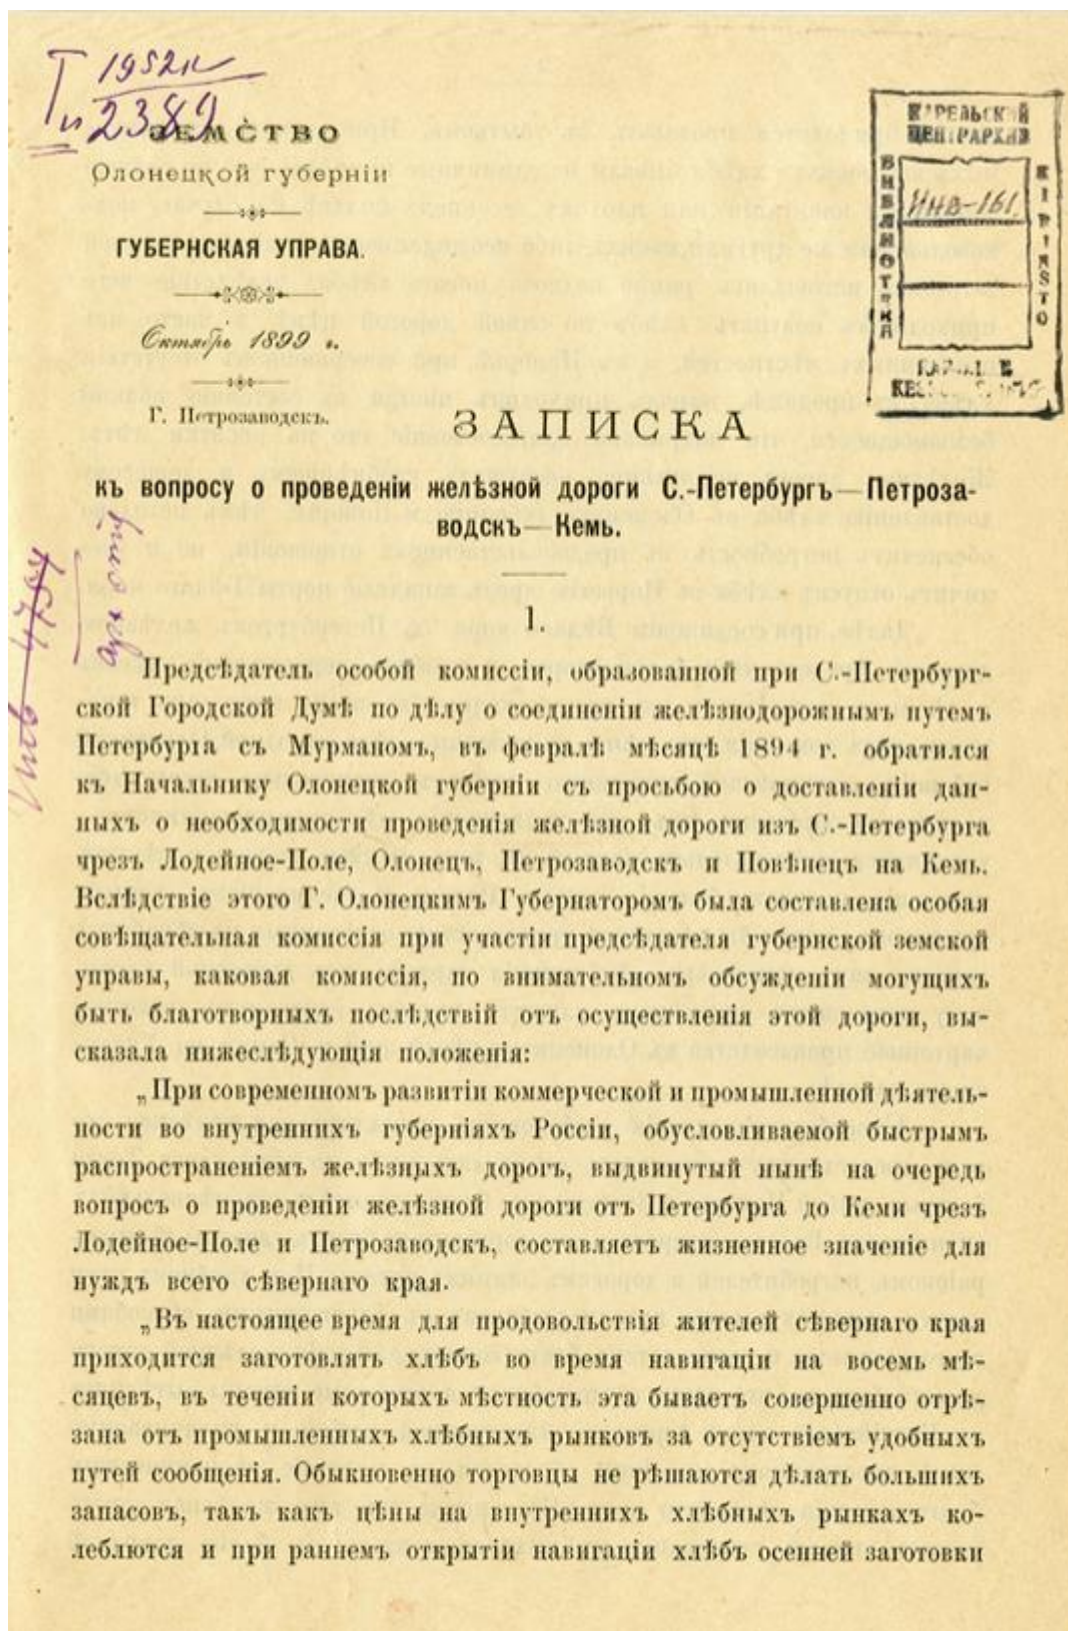 1952
2389
ЗЕМСТВО
Олонецкой губерніи
ГУБЕРНСКАЯ УПРАВА.
Октябрь 1899 г.
Г. Петрозаводскъ.
КАРЕЛЬСКИЙ
ЦЕНТРАРХИВ
БИБЛИОТЕКА
ИНВ-161
KIRJASTO
ЗАПИСКА
къ вопросу о проведеніи желѣзной дороги С.-Петербургъ—Петроза-
водскъ—Кемь.
I.
Предсѣдатель особой комиссіи, образованной при С.-Петербург-
ской Городской Думѣ по дѣлу о соединеніи желѣзнодорожнымъ путемъ
Петербурга съ Мурманомъ, въ февралѣ мѣсяцѣ 1894 г. обратился
къ Начальнику Олонецкой губерніи съ просьбою о доставленіи дан-
ныхъ о необходимости проведенія желѣзной дороги изъ С.-Петербурга
чрезъ Лодейное-Поле, Олонецъ, Петрозаводскъ и Повѣнецъ на Кемь.
Вслѣдствіе этого Г. Олонецкимъ Губернаторомъ была составлена особая
совѣщательная комиссія при участіи предсѣдателя губернской земской
управы, каковая комиссія, по внимательномъ обсужденіи могущихъ
быть благотворныхъ послѣдствій отъ осуществленія этой дороги, вы-
сказала нижеслѣдующія положенія:
„При современномъ развитіи коммерческой и промышленной дѣятель-
ности во внутреннихъ губерніяхъ Россіи, обусловливаемой быстрымъ
распространеніемъ желѣзныхъ дорогъ, выдвинутый нынѣ на очередь
вопросъ о проведеніи желѣзной дороги отъ Петербурга до Кеми чрезъ
Лодейное-Поле и Петрозаводскъ, составляетъ жизненное значеніе для
нуждъ всего сѣвернаго края.
„Въ настоящее время для продовольствія жителей сѣвернаго края
приходится заготовлять хлѣбъ во время навигаціи на восемь мѣ-
сяцевъ, въ теченіи которыхъ мѣстность эта бываетъ совершенно отрѣ-
зана отъ промышленныхъ хлѣбныхъ рынковъ за отсутствіемъ удобныхъ
путей сообщенія. Обыкновенно торговцы не рѣшаются дѣлать большихъ
запасовъ, такъ какъ цѣны на внутреннихъ хлѣбныхъ рынкахъ ко-
леблются и при раннемъ открытіи навигаціи хлѣбъ осенней заготовки